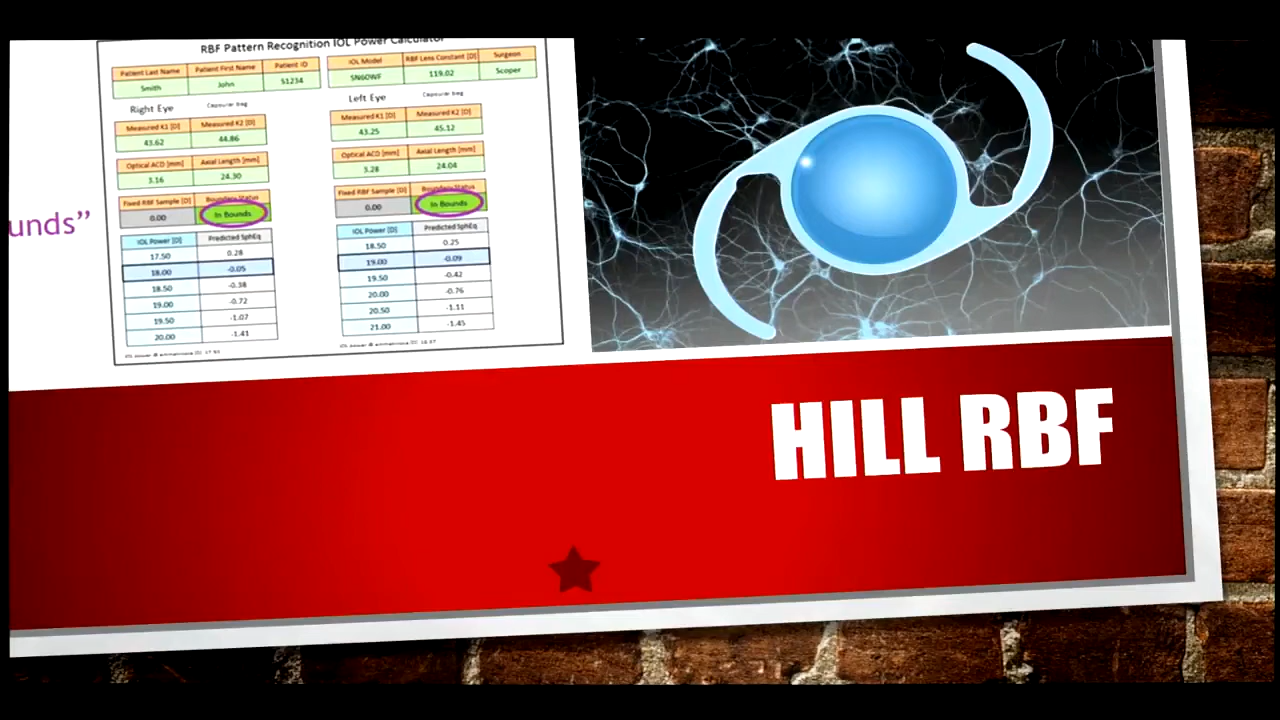 RBF Pattern Recognition IOL Power Calculator
Patient Last Name Patient First Name Patient ID
Smith John S1234
IOL Model RBF Lens Constant [D] Surgeon
SN60WF 119.02 Scoper
Right Eye Capsular bag
Measured K1 [D] Measured K2 [D]
43.62 44.86
Optical ACD [mm] Axial Length [mm]
3.16 24.30
Fixed RBF Sample [D] Boundary Status
0.00 In Bounds
IOL Power [D] Predicted SphEq
17.50 0.28
18.00 -0.05
18.50 -0.38
19.00 -0.72
19.50 -1.07
20.00 -1.41
Left Eye Capsular bag
Measured K1 [D] Measured K2 [D]
43.25 45.12
Optical ACD [mm] Axial Length [mm]
3.28 24.04
Fixed RBF Sample [D] Boundary Status
0.00 In Bounds
IOL Power [D] Predicted SphEq
18.50 0.25
19.00 -0.09
19.50 -0.42
20.00 -0.76
20.50 -1.11
21.00 -1.45
unds”
HILL RBF